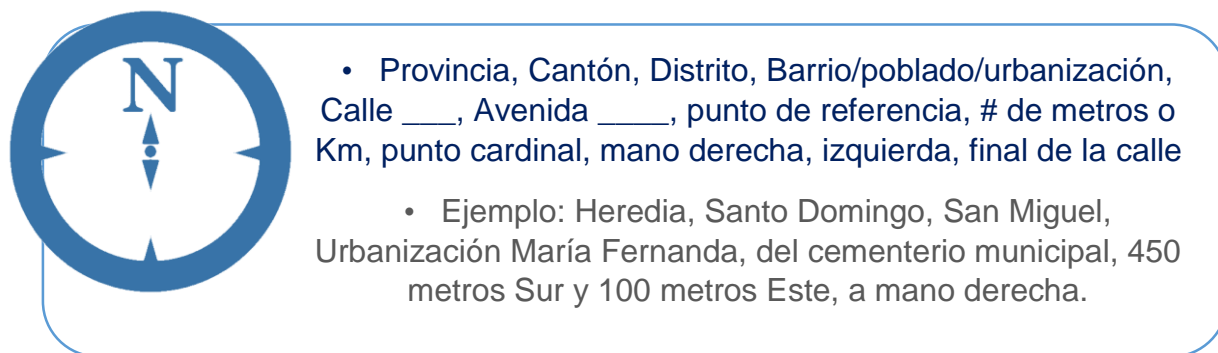 N
• Provincia, Cantón, Distrito, Barrio/poblado/urbanización,
Calle ___, Avenida ____, punto de referencia, # de metros o
Km, punto cardinal, mano derecha, izquierda, final de la calle
• Ejemplo: Heredia, Santo Domingo, San Miguel,
Urbanización María Fernanda, del cementerio municipal, 450
metros Sur y 100 metros Este, a mano derecha.